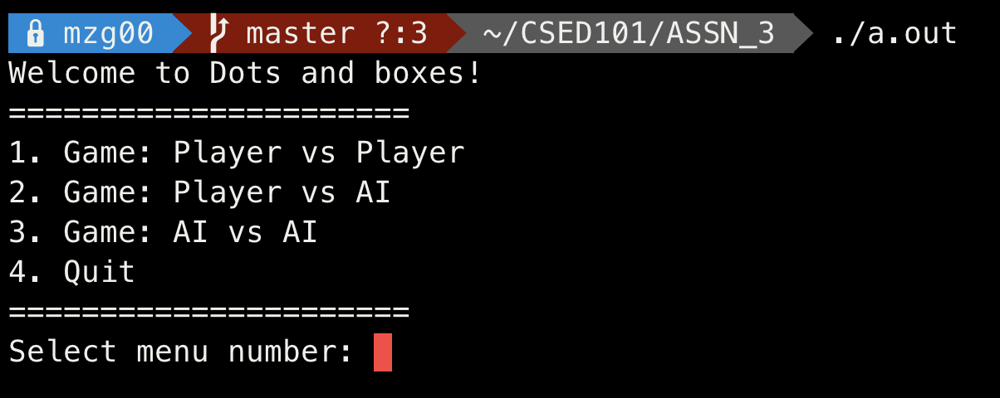 mzg00 master ?:3 ~/CSED101/ASSN_3 ./a.out
Welcome to Dots and boxes!
======================
1. Game: Player vs Player
2. Game: Player vs AI
3. Game: AI vs AI
4. Quit
======================
Select menu number: